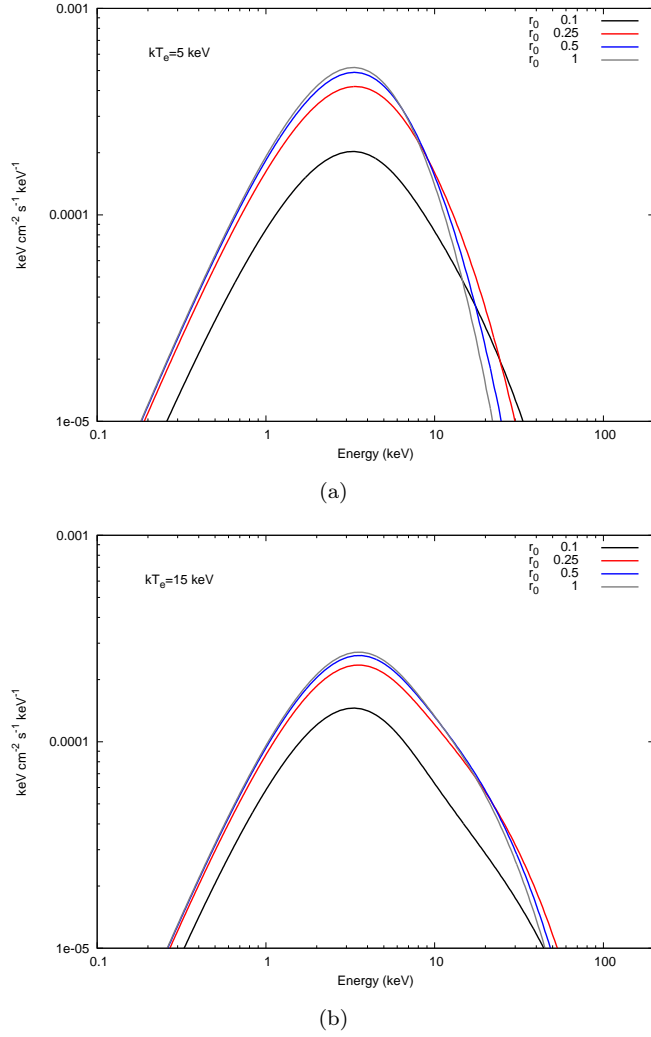 0.001
r₀ 0.1
kTₑ=5 keV
r₀ 0.25
r₀ 0.5
r₀ 1
keV cm⁻² s⁻¹ keV⁻¹
0.0001
1e-05
0.1 1 10 100
Energy (keV)
(a)
0.001
r₀ 0.1
r₀ 0.25
kTₑ=15 keV
r₀ 0.5
r₀ 1
keV cm⁻² s⁻¹ keV⁻¹
0.0001
1e-05
0.1 1 10 100
Energy (keV)
(b)